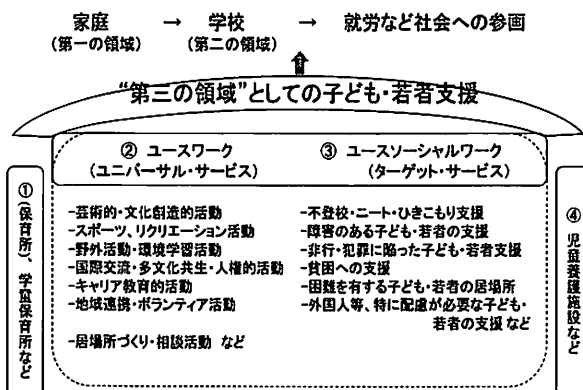 家庭 → 学校 → 就労など社会への参画
(第一の領域) (第二の領域)
“第三の領域”としての子ども・若者支援
① (保育所)、学童保育所など
② ユースワーク
(ユニバーサル・サービス)
-芸術的・文化創造的活動
-スポーツ、リクリエーション活動
-野外活動・環境学習活動
-国際交流・多文化共生・人権的活動
-キャリア教育的活動
-地域連携・ボランティア活動
-居場所づくり・相談活動 など
③ ユースソーシャルワーク
(ターゲット・サービス)
-不登校・ニート・ひきこもり支援
-障害のある子ども・若者の支援
-非行・犯罪に陥った子ども・若者支援
-貧困への支援
-困難を有する子ども・若者の居場所
-外国人等、特に配慮が必要な子ども・
若者の支援 など
④ 児童養護施設など